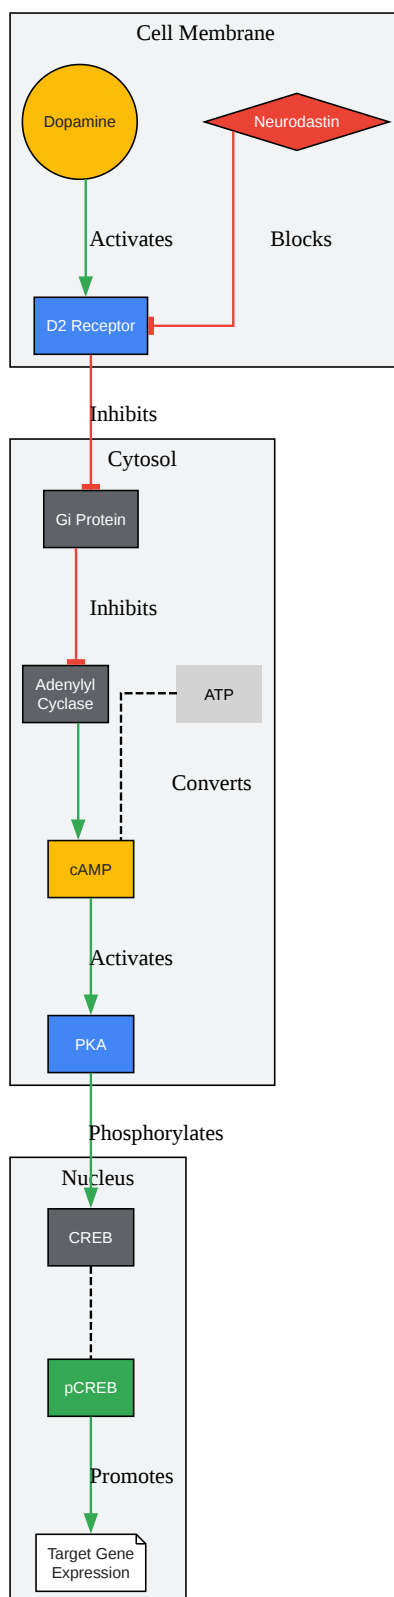 Cell Membrane
Dopamine
Neurodastin
Activates
Blocks
D2 Receptor
Inhibits
Cytosol
Gi Protein
Inhibits
Adenylyl
Cyclase
ATP
Converts
cAMP
Activates
PKA
Phosphorylates
Nucleus
CREB
pCREB
Promotes
Target Gene
Expression